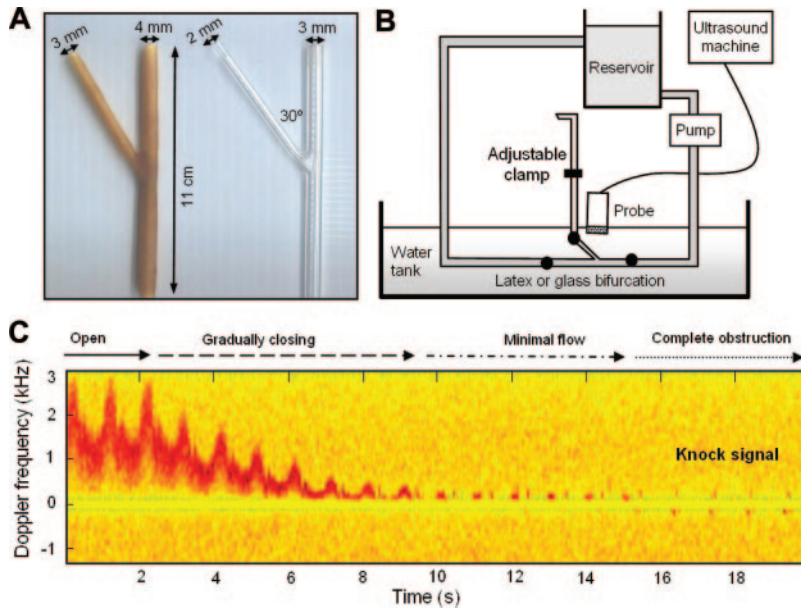 A
3 mm
4 mm
2 mm
3 mm
30º
11 cm
B
Ultrasound
machine
Reservoir
Pump
Adjustable
clamp
Probe
Water
tank
Latex or glass bifurcation
C
Open
Gradually closing
Minimal flow
Complete obstruction
Doppler frequency (kHz)
3
2
1
0
-1
Knock signal
2 4 6 8 10 12 14 16 18
Time (s)